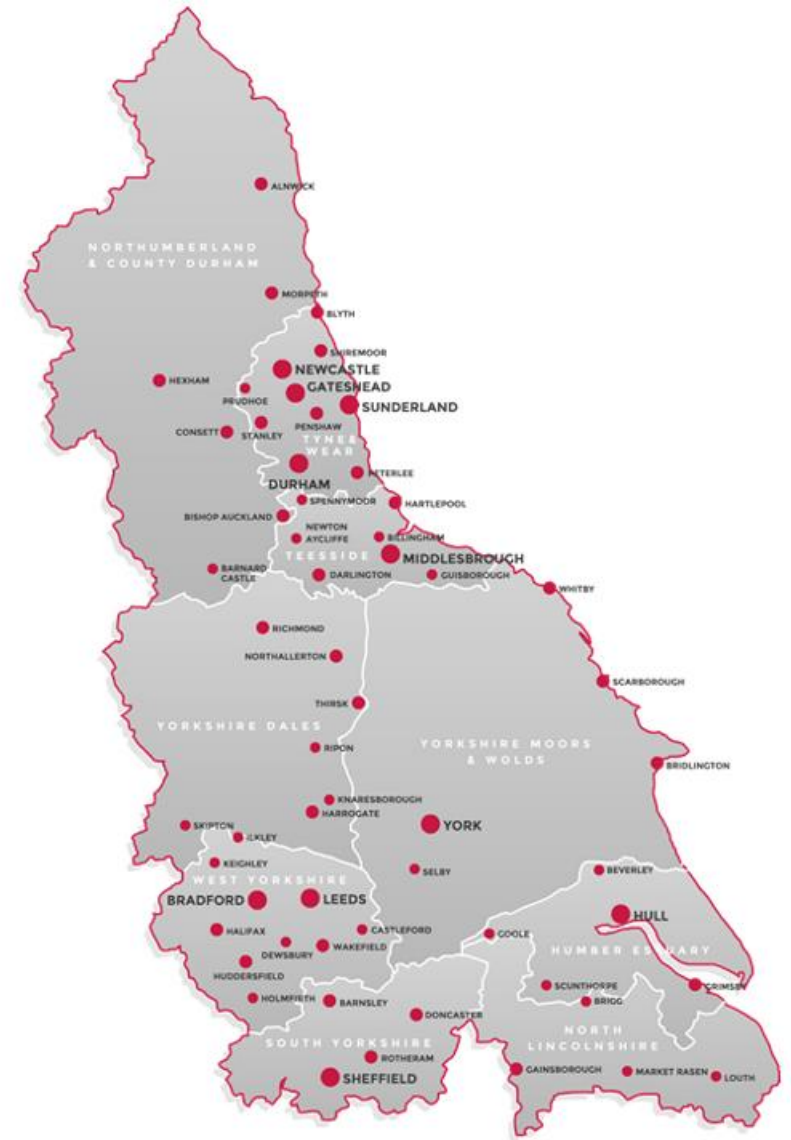 ALNWICK
NORTHUMBERLAND
& COUNTY DURHAM
MORPETH
BLYTH
SHIREMOOR
NEWCASTLE
HEXHAM
GATESHEAD
PRUDHOE
SUNDERLAND
PENSHAW
CONSETT
STANLEY
TYNE &
WEAR
PETERLEE
DURHAM
SPENNYMOOR
HARTLEPOOL
BISHOP AUCKLAND
NEWTON
AYCLIFFE
BILLINGHAM
TEESSIDE
MIDDLESBROUGH
BARNARD
CASTLE
DARLINGTON
GUISBOROUGH
WHITBY
RICHMOND
NORTHALLERTON
SCARBOROUGH
THIRSK
YORKSHIRE DALES
YORKSHIRE MOORS
& WOLDS
RIPON
BRIDLINGTON
KNARESBOROUGH
HARROGATE
SKIPTON
YORK
ILKLEY
KEIGHLEY
SELBY
BEVERLEY
WEST YORKSHIRE
BRADFORD
LEEDS
HULL
HALIFAX
CASTLEFORD
GOOLE
DEWSBURY
WAKEFIELD
HUMBER ESTUARY
HUDDERSFIELD
SCUNTHORPE
GRIMSBY
HOLMFIRTH
BARNSLEY
BRIGG
DONCASTER
NORTH
LINCOLNSHIRE
SOUTH YORKSHIRE
ROTHERAM
GAINSBOROUGH
MARKET RASEN
LOUTH
SHEFFIELD